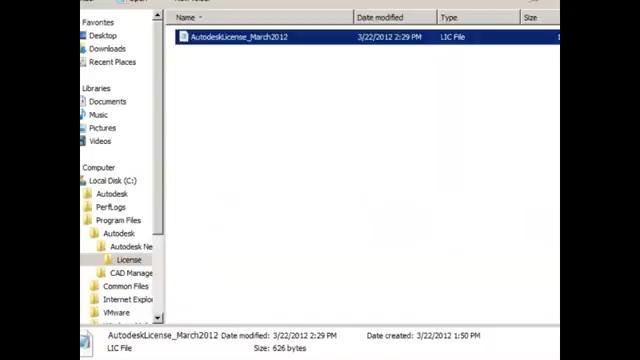 Name Date modified Type Size
AutodeskLicense_March2012 3/22/2012 2:29 PM LIC File
Favorites
Desktop
Downloads
Recent Places
Libraries
Documents
Music
Pictures
Videos
Computer
Local Disk (C:)
Autodesk
PerfLogs
Program Files
Autodesk
Autodesk Ne
License
CAD Manage
Common Files
Internet Explo
VMware
AutodeskLicense_March2012 Date modified: 3/22/2012 2:29 PM Date created: 3/22/2012 1:50 PM
LIC File Size: 626 bytes